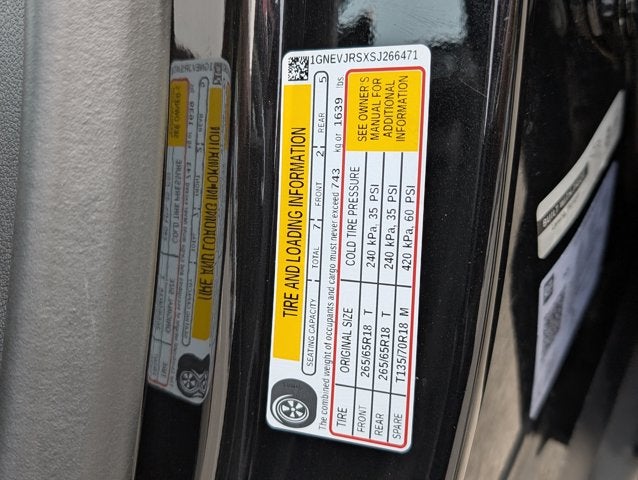 1GNEVJRSXSJ266471
TIRE AND LOADING INFORMATION
SEATING CAPACITY TOTAL 7 FRONT 2 REAR 5
The combined weight of occupants and cargo must never exceed 743 kg or 1639 lbs.
TIRE ORIGINAL SIZE COLD TIRE PRESSURE
FRONT 265/65R18 T 240 kPa, 35 PSI
REAR 265/65R18 T 240 kPa, 35 PSI
SPARE T135/70R18 M 420 kPa, 60 PSI
SEE OWNER'S
MANUAL FOR
ADDITIONAL
INFORMATION